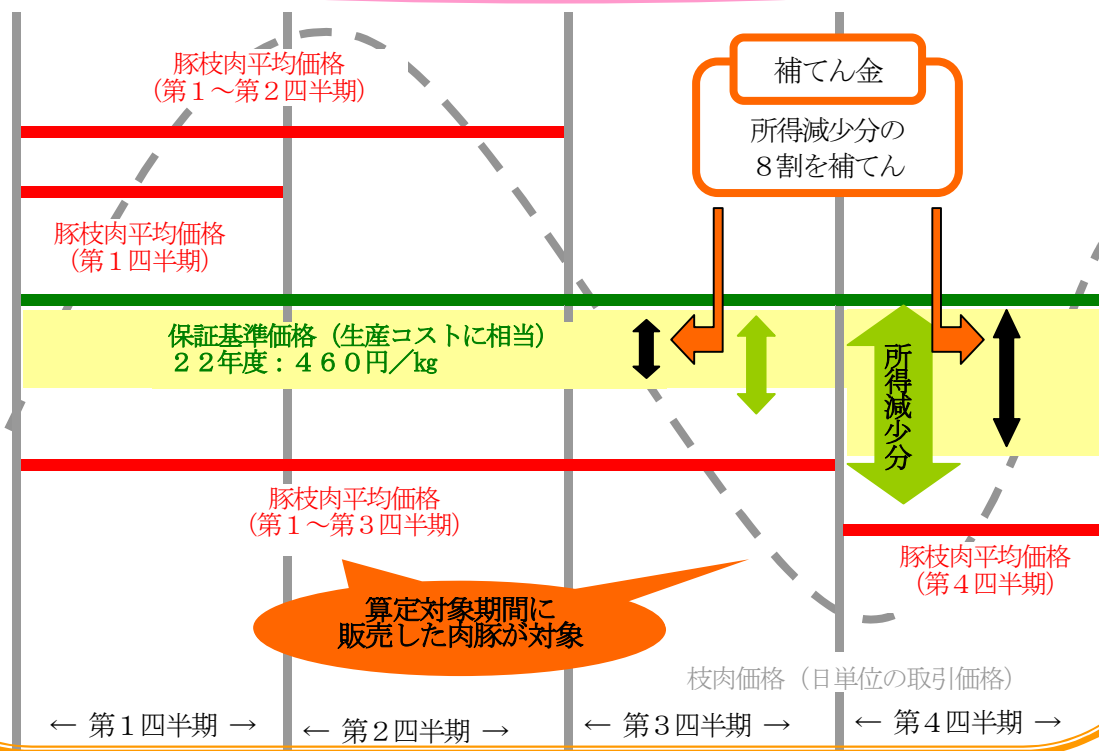 豚枝肉平均価格
(第１～第２四半期)
補てん金
所得減少分の
８割を補てん
豚枝肉平均価格
(第１四半期)
保証基準価格（生産コストに相当）
２２年度：４６０円／㎏
所得減少分
豚枝肉平均価格
(第１～第３四半期)
豚枝肉平均価格
(第４四半期)
算定対象期間に
販売した肉豚が対象
枝肉価格（日単位の取引価格）
← 第１四半期 →
← 第２四半期 →
← 第３四半期 →
← 第４四半期 →